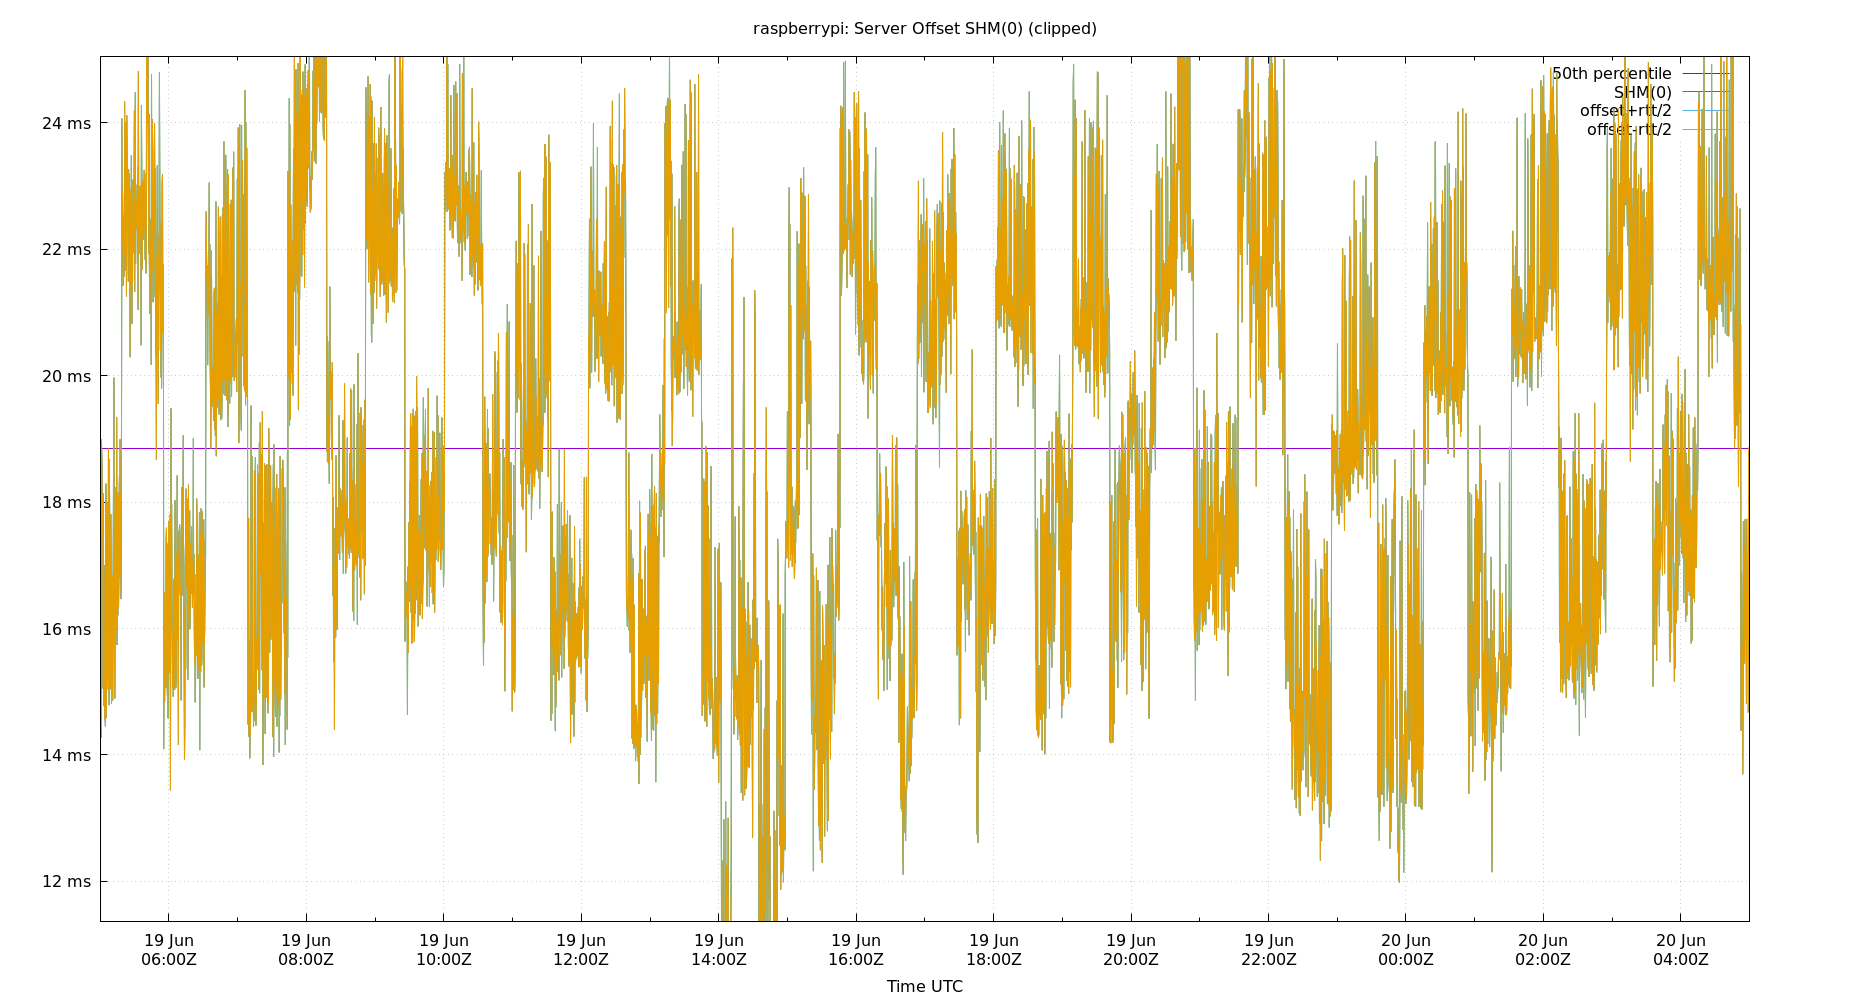 raspberrypi: Server Offset SHM(0) (clipped)
50th percentile
SHM(0)
offset+rtt/2
offset-rtt/2
24 ms
22 ms
20 ms
18 ms
16 ms
14 ms
12 ms
19 Jun 19 Jun 19 Jun 19 Jun 19 Jun 19 Jun 19 Jun 19 Jun 19 Jun 20 Jun 20 Jun 20 Jun
06:00Z 08:00Z 10:00Z 12:00Z 14:00Z 16:00Z 18:00Z 20:00Z 22:00Z 00:00Z 02:00Z 04:00Z
Time UTC